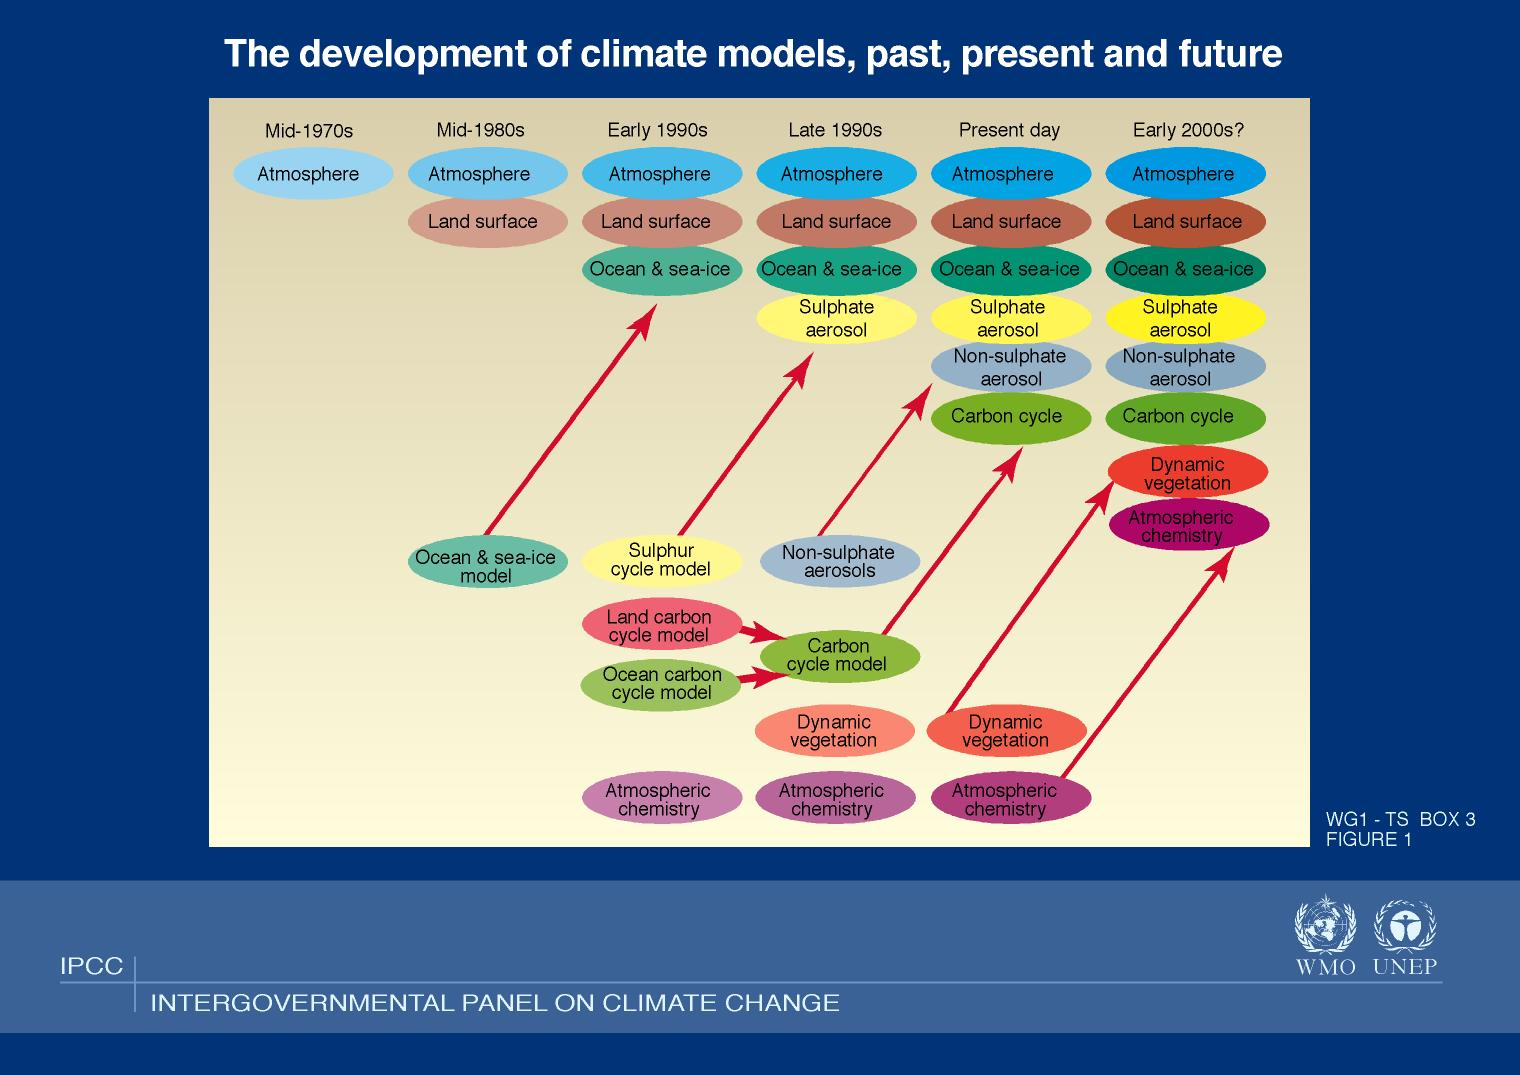 The development of climate models, past, present and future
Mid-1970s
Mid-1980s
Early 1990s
Late 1990s
Present day
Early 2000s?
Atmosphere
Atmosphere
Atmosphere
Atmosphere
Atmosphere
Atmosphere
Land surface
Land surface
Land surface
Land surface
Land surface
Ocean & sea-ice
Ocean & sea-ice
Ocean & sea-ice
Ocean & sea-ice
Sulphate
aerosol
Sulphate
aerosol
Sulphate
aerosol
Non-sulphate
aerosol
Non-sulphate
aerosol
Carbon cycle
Carbon cycle
Dynamic
vegetation
Atmospheric
chemistry
Ocean & sea-ice
model
Sulphur
cycle model
Non-sulphate
aerosols
Land carbon
cycle model
Carbon
cycle model
Ocean carbon
cycle model
Dynamic
vegetation
Dynamic
vegetation
Atmospheric
chemistry
Atmospheric
chemistry
Atmospheric
chemistry
WG1 - TS BOX 3
FIGURE 1
WMO
UNEP
IPCC
INTERGOVERNMENTAL PANEL ON CLIMATE CHANGE